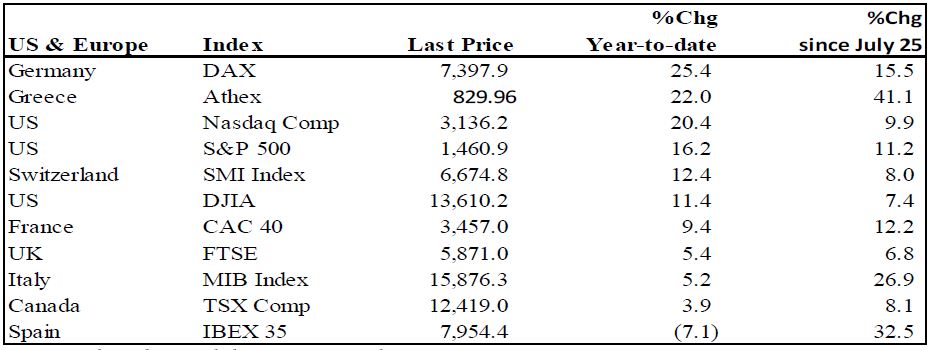 %Chg %Chg
US & Europe Index Last Price Year-to-date since July 25
Germany DAX 7,397.9 25.4 15.5
Greece Athex 829.96 22.0 41.1
US Nasdaq Comp 3,136.2 20.4 9.9
US S&P 500 1,460.9 16.2 11.2
Switzerland SMI Index 6,674.8 12.4 8.0
US DJIA 13,610.2 11.4 7.4
France CAC 40 3,457.0 9.4 12.2
UK FTSE 5,871.0 5.4 6.8
Italy MIB Index 15,876.3 5.2 26.9
Canada TSX Comp 12,419.0 3.9 8.1
Spain IBEX 35 7,954.4 (7.1) 32.5